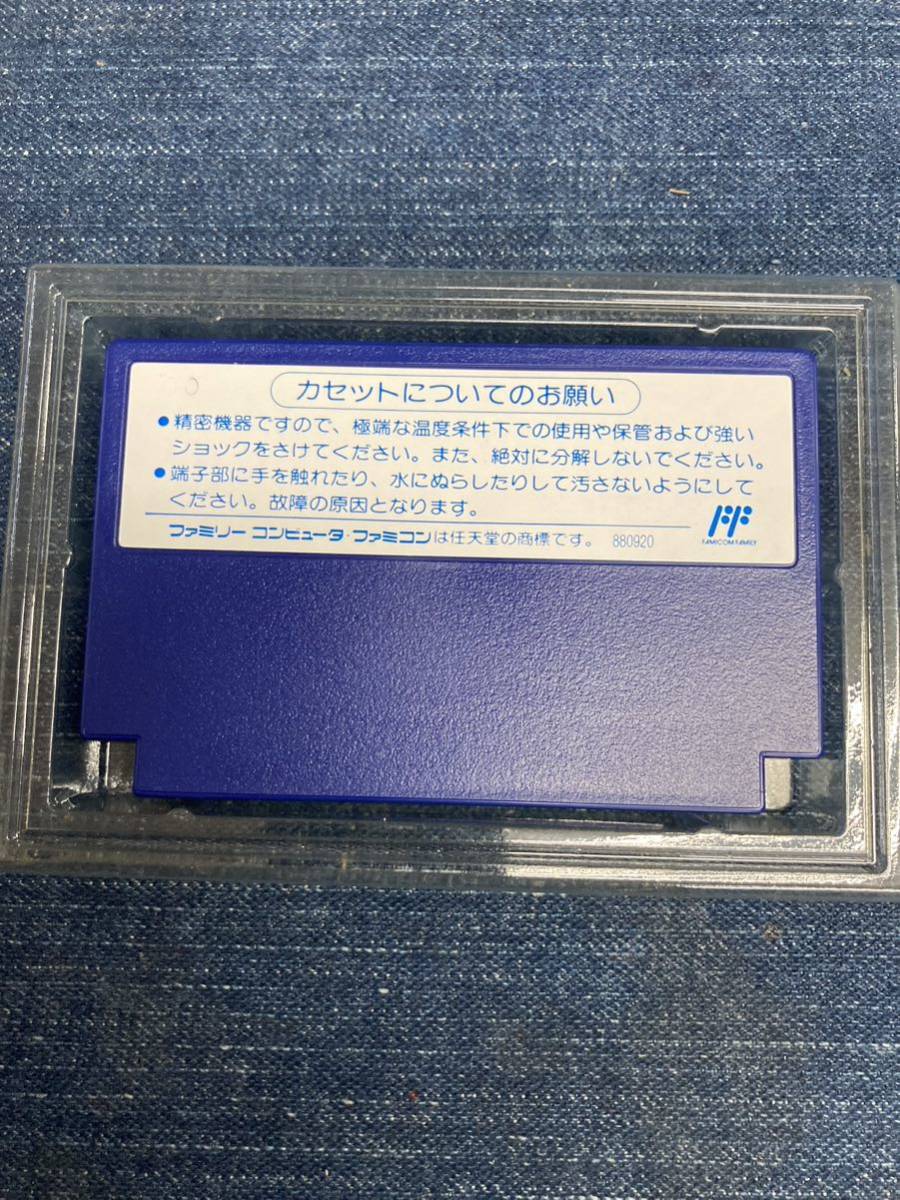 カセットについてのお願い
●精密機器ですので、極端な温度条件下での使用や保管および強い
ショックをさけてください。また、絶対に分解しないでください。
●端子部に手を触れたり、水にぬらしたりして汚さないようにして
ください。故障の原因となります。
ファミリーコンピュータ・ファミコンは任天堂の商標です。 880920
FF
FAMICOM FAMILY